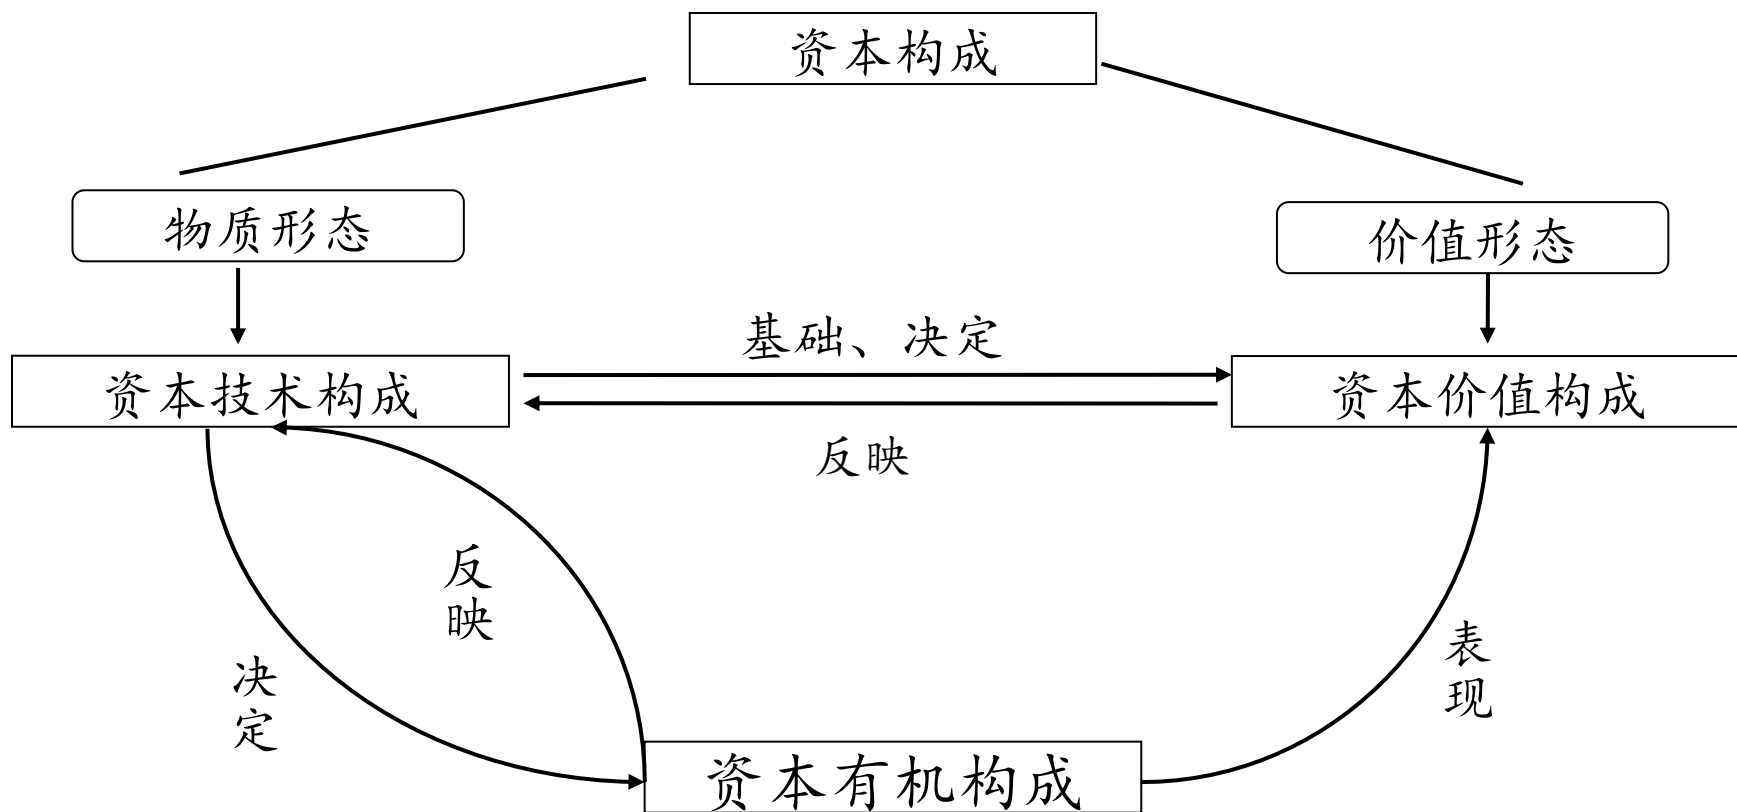 资本构成
物质形态
价值形态
基础、决定
资本技术构成
资本价值构成
反映
反
映
决
定
表
现
资本有机构成